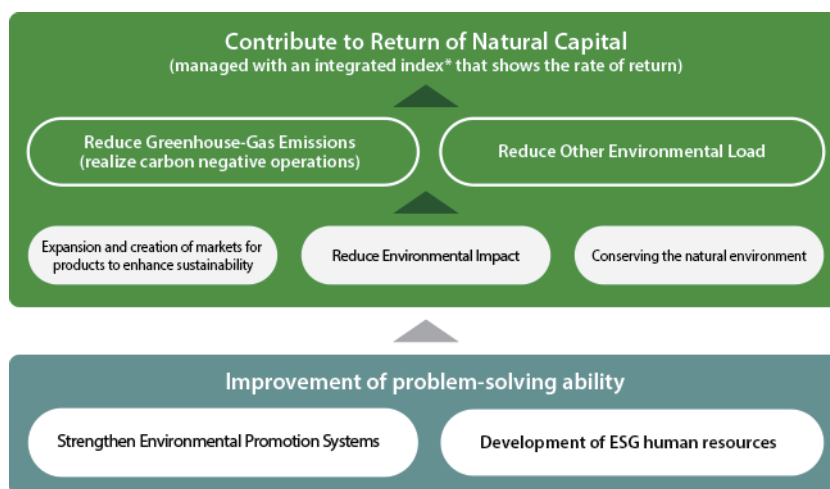 Contribute to Return of Natural Capital
(managed with an integrated index* that shows the rate of return)
Reduce Greenhouse-Gas Emissions
(realize carbon negative operations)
Reduce Other Environmental Load
Expansion and creation of markets for
products to enhance sustainability
Reduce Environmental Impact
Conserving the natural environment
Improvement of problem-solving ability
Strengthen Environmental Promotion Systems
Development of ESG human resources